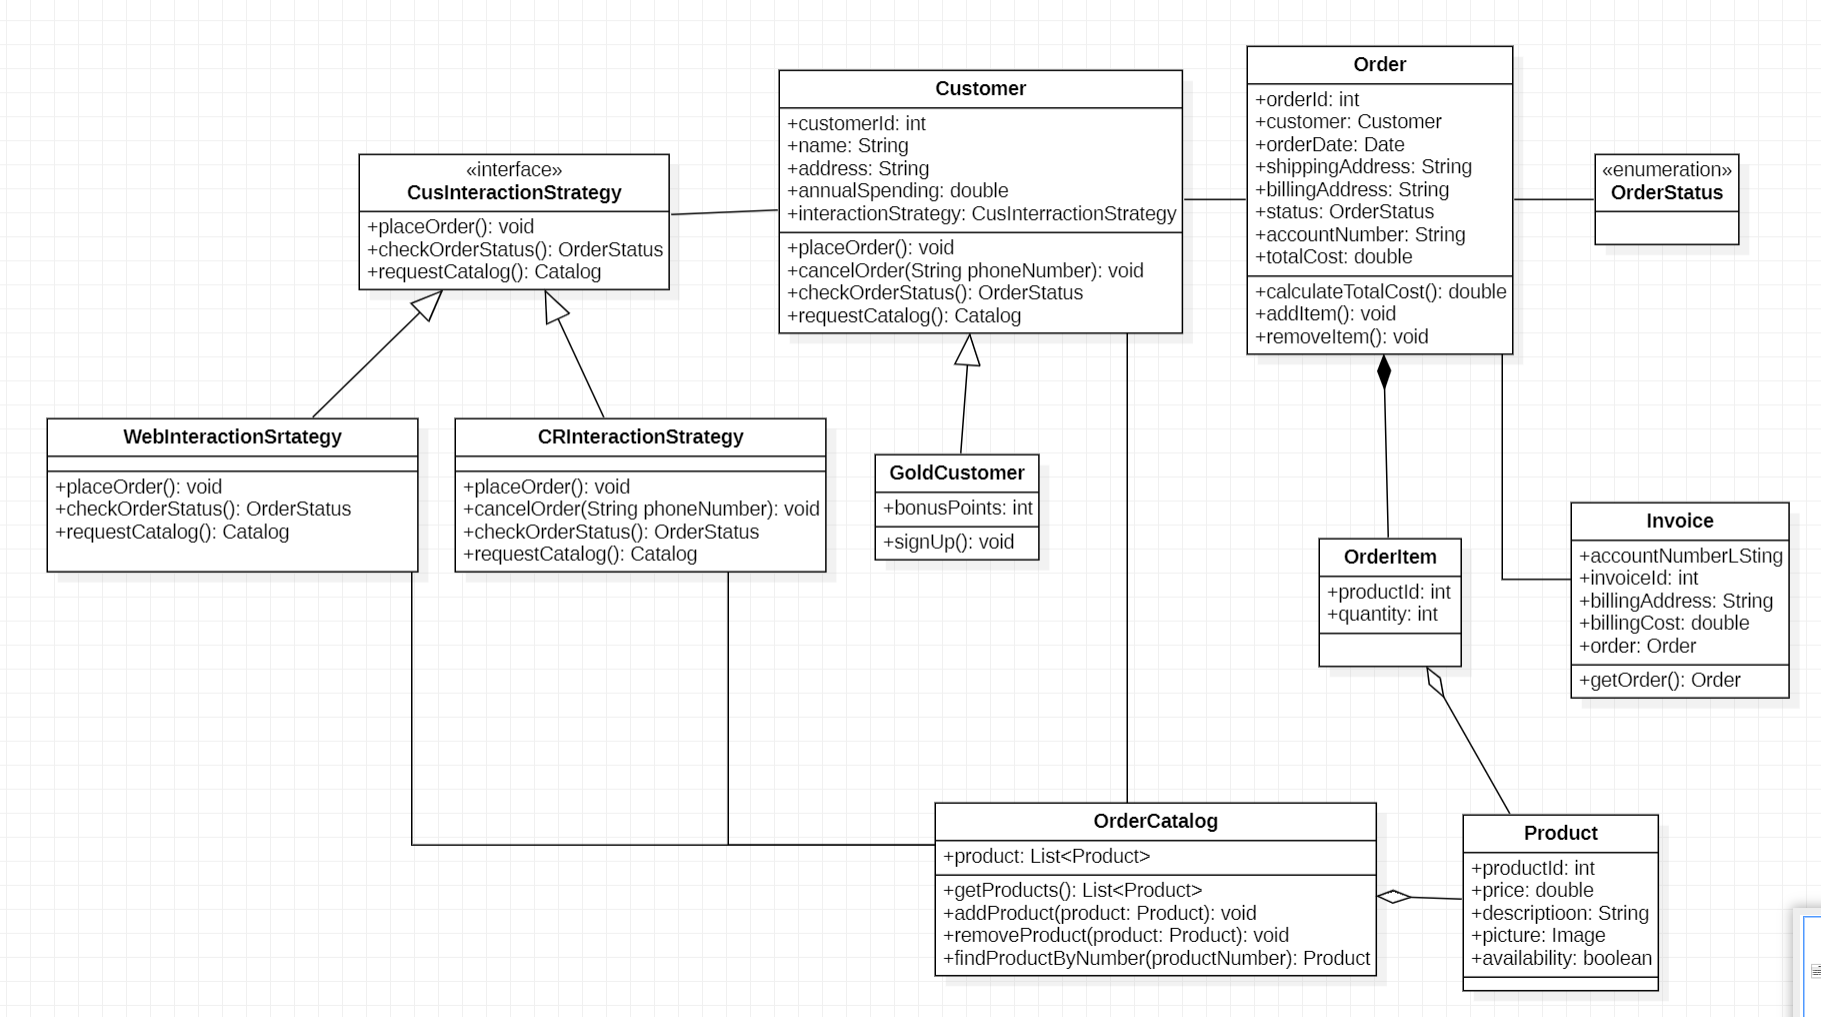 «interface»
CusInteractionStrategy
+placeOrder(): void
+checkOrderStatus(): OrderStatus
+requestCatalog(): Catalog
Customer
+customerId: int
+name: String
+address: String
+annualSpending: double
+interactionStrategy: CusInterractionStrategy
+placeOrder(): void
+cancelOrder(String phoneNumber): void
+checkOrderStatus(): OrderStatus
+requestCatalog(): Catalog
Order
+orderId: int
+customer: Customer
+orderDate: Date
+shippingAddress: String
+billingAddress: String
+status: OrderStatus
+accountNumber: String
+totalCost: double
+calculateTotalCost(): double
+addItem(): void
+removeItem(): void
«enumeration»
OrderStatus
WebInteractionSrtategy
+placeOrder(): void
+checkOrderStatus(): OrderStatus
+requestCatalog(): Catalog
CRInteractionStrategy
+placeOrder(): void
+cancelOrder(String phoneNumber): void
+checkOrderStatus(): OrderStatus
+requestCatalog(): Catalog
GoldCustomer
+bonusPoints: int
+signUp(): void
OrderItem
+productId: int
+quantity: int
Invoice
+accountNumberLSting
+invoiceId: int
+billingAddress: String
+billingCost: double
+order: Order
+getOrder(): Order
OrderCatalog
+product: List<Product>
+getProducts(): List<Product>
+addProduct(product: Product): void
+removeProduct(product: Product): void
+findProductByNumber(productNumber): Product
Product
+productId: int
+price: double
+descriptioon: String
+picture: Image
+availability: boolean